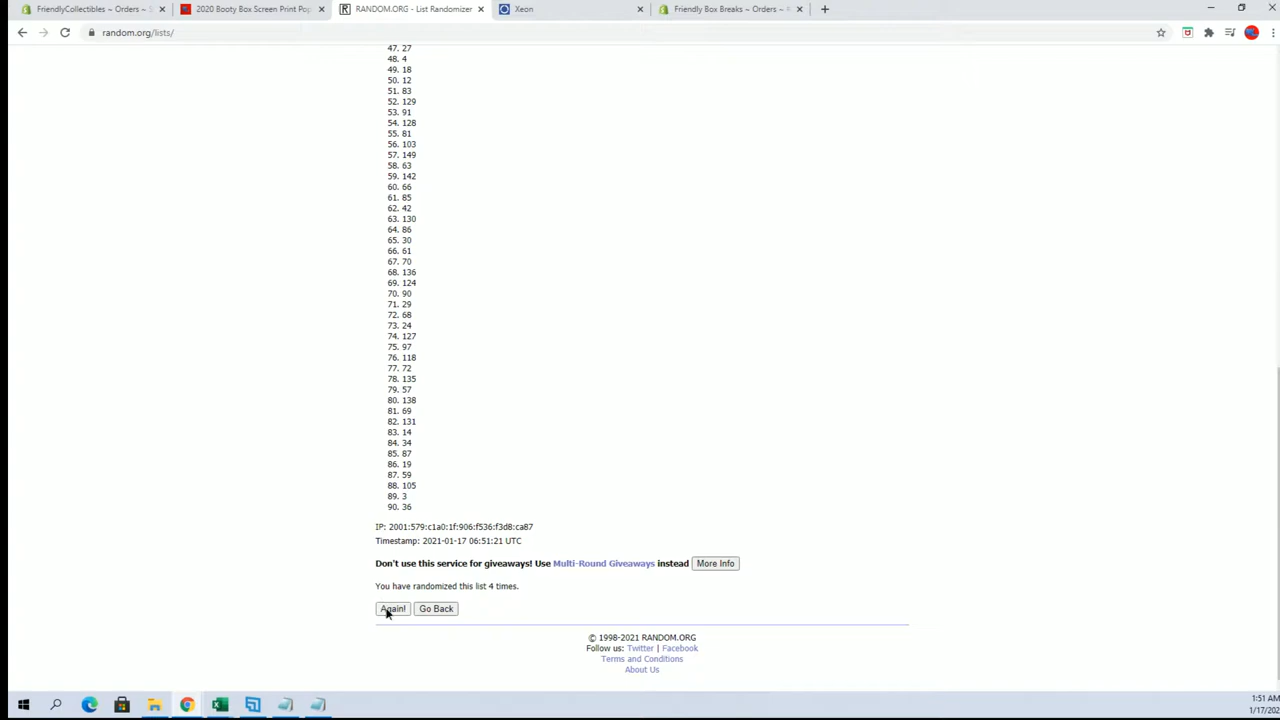 FriendlyCollectibles ~ Orders ~
2020 Booty Box Screen Print Pop
RANDOM.ORG - List Randomizer
Xeon
Friendly Box Breaks ~ Orders ~
random.org/lists/
47. 27
48. 4
49. 18
50. 12
51. 83
52. 129
53. 91
54. 128
55. 81
56. 103
57. 149
58. 63
59. 142
60. 66
61. 85
62. 42
63. 130
64. 86
65. 30
66. 61
67. 70
68. 136
69. 124
70. 90
71. 29
72. 68
73. 24
74. 127
75. 97
76. 118
77. 72
78. 135
79. 57
80. 138
81. 69
82. 131
83. 14
84. 34
85. 87
86. 19
87. 59
88. 105
89. 3
90. 36
IP: 2001:579:c1a0:1f:906:f536:f3d8:ca87
Timestamp: 2021-01-17 06:51:21 UTC
Don't use this service for giveaways! Use Multi-Round Giveaways instead More Info
You have randomized this list 4 times.
Again! Go Back
© 1998-2021 RANDOM.ORG
Follow us: Twitter | Facebook
Terms and Conditions
About Us
1:51 AM
1/17/202